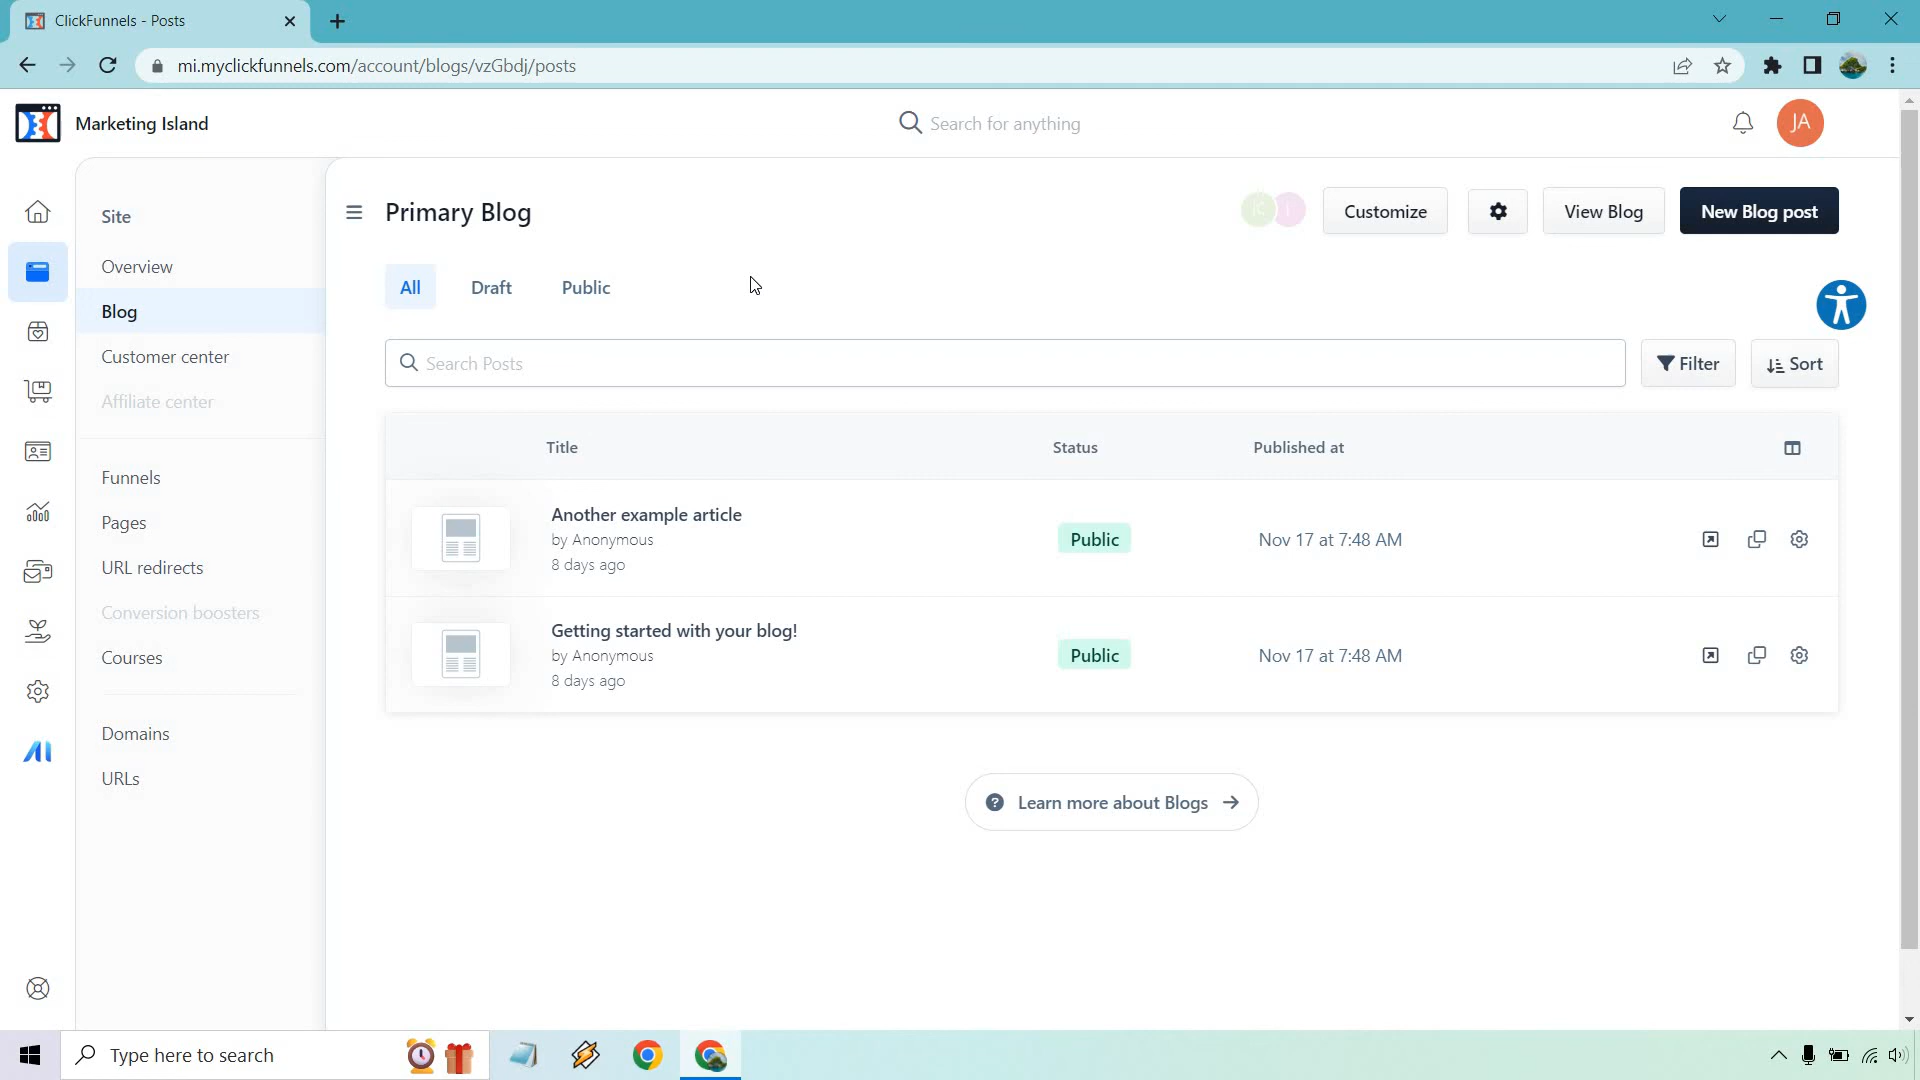 ClickFunnels - Posts
mi.myclickfunnels.com/account/blogs/vzGbdj/posts
Marketing Island
Search for anything
JA
Site
Overview
Blog
Customer center
Affiliate center
Funnels
Pages
URL redirects
Conversion boosters
Courses
Domains
URLs
Primary Blog
Customize
View Blog
New Blog post
All
Draft
Public
Search Posts
Filter
Sort
Title
Status
Published at
Another example article
by Anonymous
8 days ago
Public
Nov 17 at 7:48 AM
Getting started with your blog!
by Anonymous
8 days ago
Public
Nov 17 at 7:48 AM
Learn more about Blogs
Type here to search